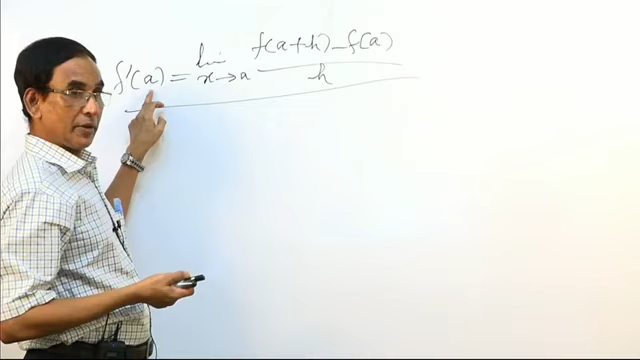 f'(a) = lim x→a f(a+h)-f(a) / h